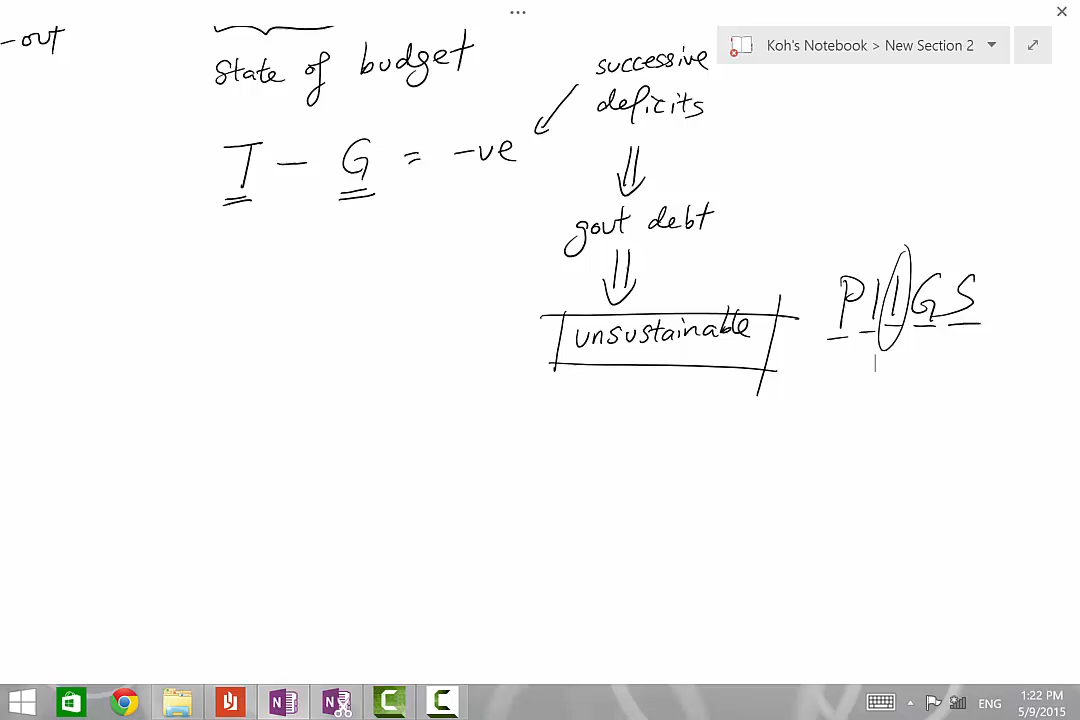 ...
Koh's Notebook > New Section 2
-out
State of budget
successive
deficits
T - G = -ve
govt debt
unsustainable
PIIGS
ENG
1:22 PM
5/9/2015